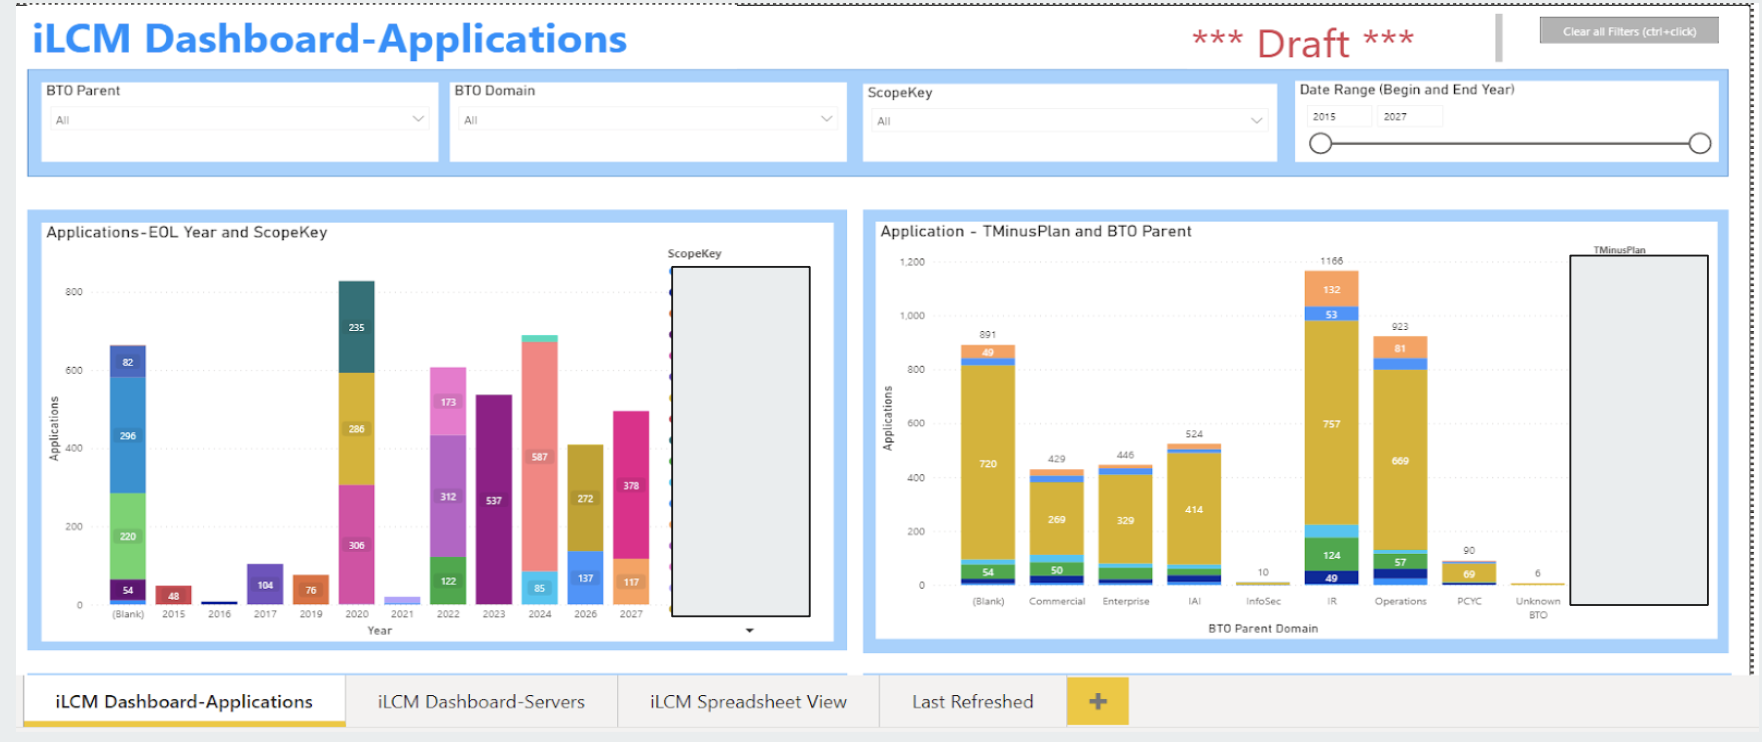 iLCM Dashboard-Applications
*** Draft ***
Clear all Filters (ctrl+click)
BTO Parent
All
BTO Domain
All
ScopeKey
All
Date Range (Begin and End Year)
2015 2027
Applications-EOL Year and ScopeKey
ScopeKey
Applications
800
600
400
200
0
82
296
220
54
48
104
76
235
286
306
173
312
122
537
587
85
272
137
378
117
(Blank) 2015 2016 2017 2019 2020 2021 2022 2023 2024 2026 2027
Year
Application - TMinusPlan and BTO Parent
TMinusPlan
Applications
1,200
1,000
800
600
400
200
0
891
49
720
54
429
269
50
446
329
524
414
10
1166
132
53
757
124
49
923
81
669
57
90
69
6
(Blank) Commercial Enterprise IAI InfoSec IR Operations PCYC Unknown
BTO
BTO Parent Domain
iLCM Dashboard-Applications iLCM Dashboard-Servers iLCM Spreadsheet View Last Refreshed +